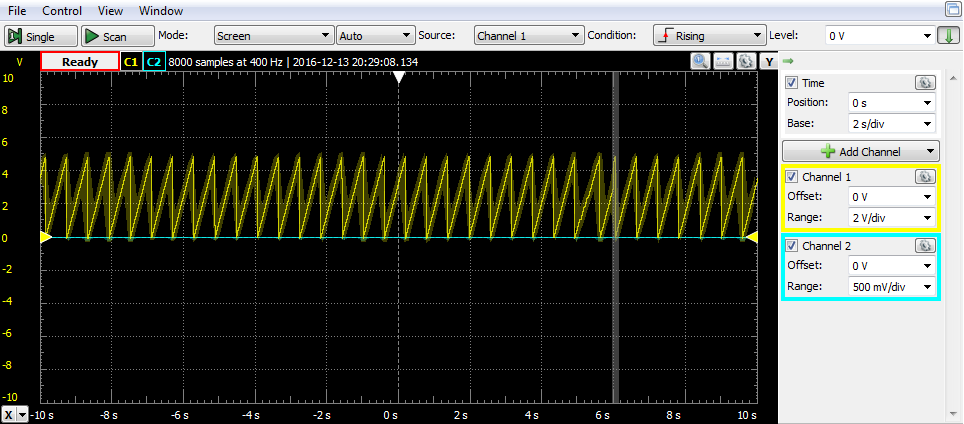 File Control View Window
Single Scan Mode: Screen Auto Source: Channel 1 Condition: Rising Level: 0 V
V Ready C1 C2 8000 samples at 400 Hz | 2016-12-13 20:29:08.134 Y
10
8
6
4
2
0
-2
-4
-6
-8
-10
X -10 s -8 s -6 s -4 s -2 s 0 s 2 s 4 s 6 s 8 s 10 s
Time
Position: 0 s
Base: 2 s/div
Add Channel
Channel 1
Offset: 0 V
Range: 2 V/div
Channel 2
Offset: 0 V
Range: 500 mV/div